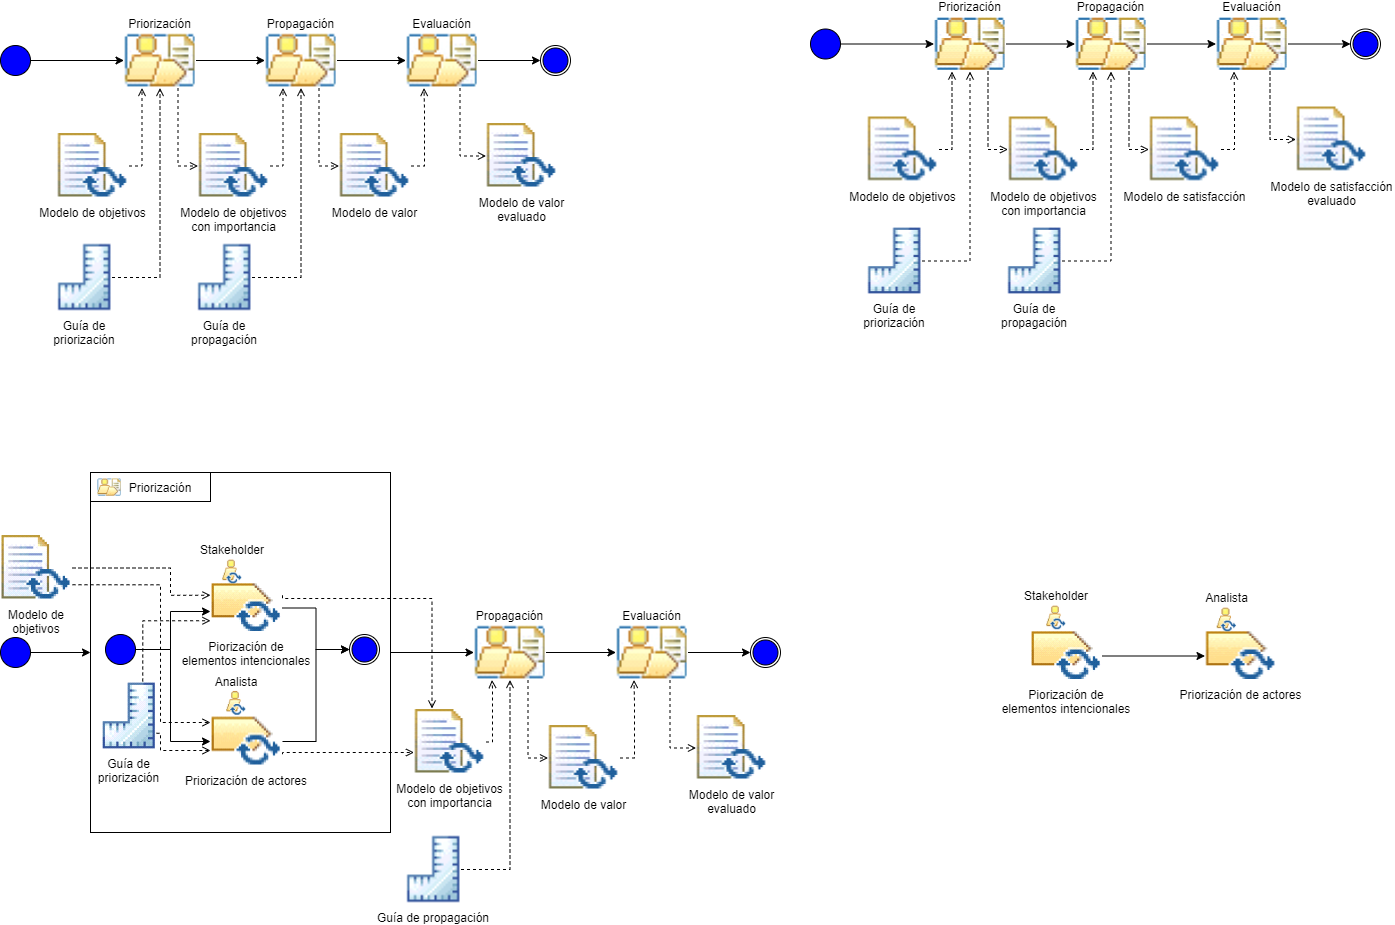 Priorización
Propagación
Evaluación
Modelo de objetivos
Modelo de objetivos
con importancia
Modelo de valor
Modelo de valor
evaluado
Guía de
priorización
Guía de
propagación
Priorización
Propagación
Evaluación
Modelo de objetivos
Modelo de objetivos
con importancia
Modelo de satisfacción
Modelo de satisfacción
evaluado
Guía de
priorización
Guía de
propagación
Priorización
Modelo de
objetivos
Stakeholder
Piorización de
elementos intencionales
Analista
Priorización de actores
Guía de
priorización
Propagación
Evaluación
Modelo de objetivos
con importancia
Modelo de valor
Modelo de valor
evaluado
Guía de propagación
Stakeholder
Piorización de
elementos intencionales
Analista
Priorización de actores